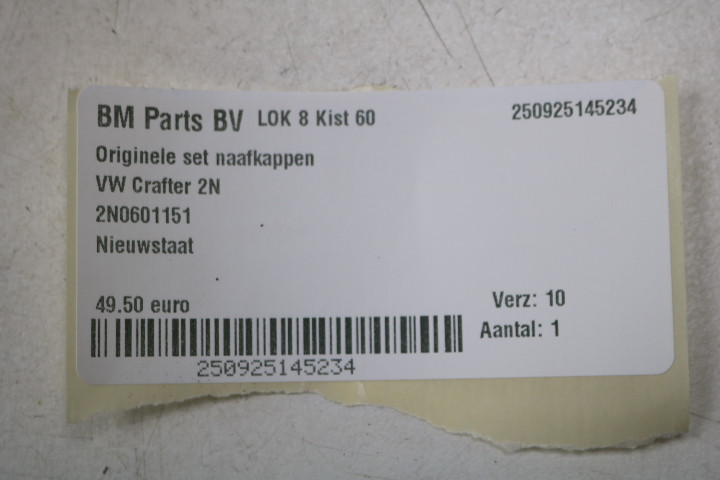 BM Parts BV LOK 8 Kist 60 250925145234
Originele set naafkappen
VW Crafter 2N
2N0601151
Nieuwstaat
49.50 euro Verz: 10
Aantal: 1
250925145234